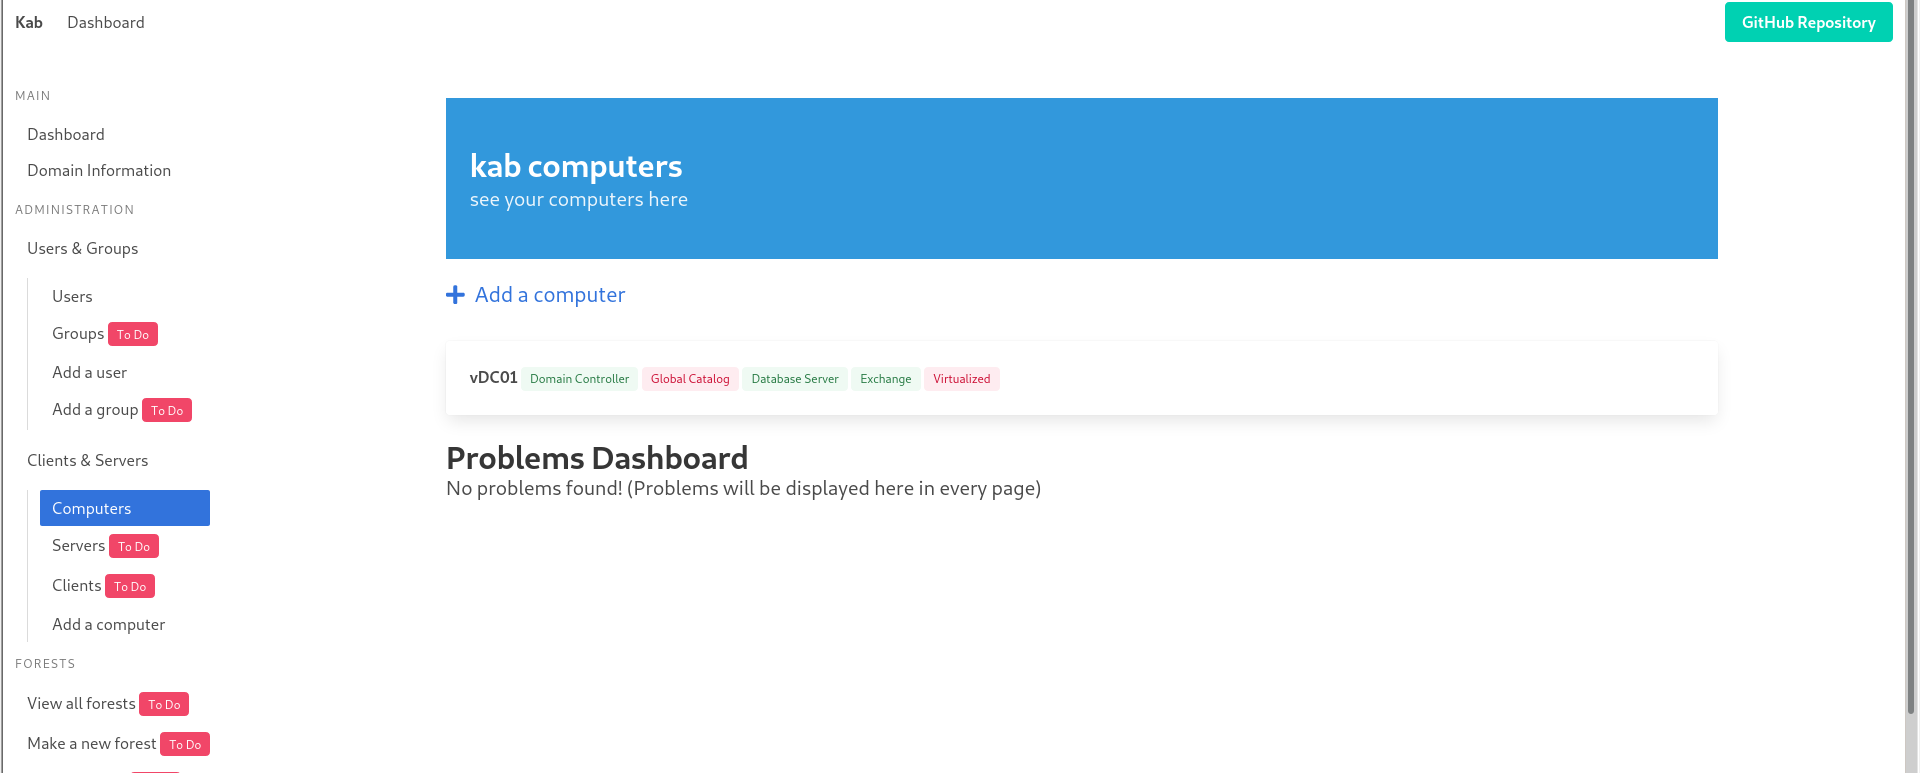 Kab Dashboard GitHub Repository
MAIN
Dashboard
Domain Information
ADMINISTRATION
Users & Groups
Users
Groups To Do
Add a user
Add a group To Do
Clients & Servers
Computers
Servers To Do
Clients To Do
Add a computer
FORESTS
View all forests To Do
Make a new forest To Do
kab computers
see your computers here
Add a computer
vDC01 Domain Controller Global Catalog Database Server Exchange Virtualized
Problems Dashboard
No problems found! (Problems will be displayed here in every page)